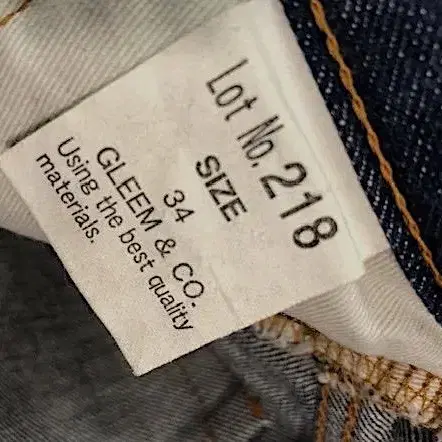 Lot No. 218
SIZE
34
GLEEM & CO.
Using the best quality
materials.